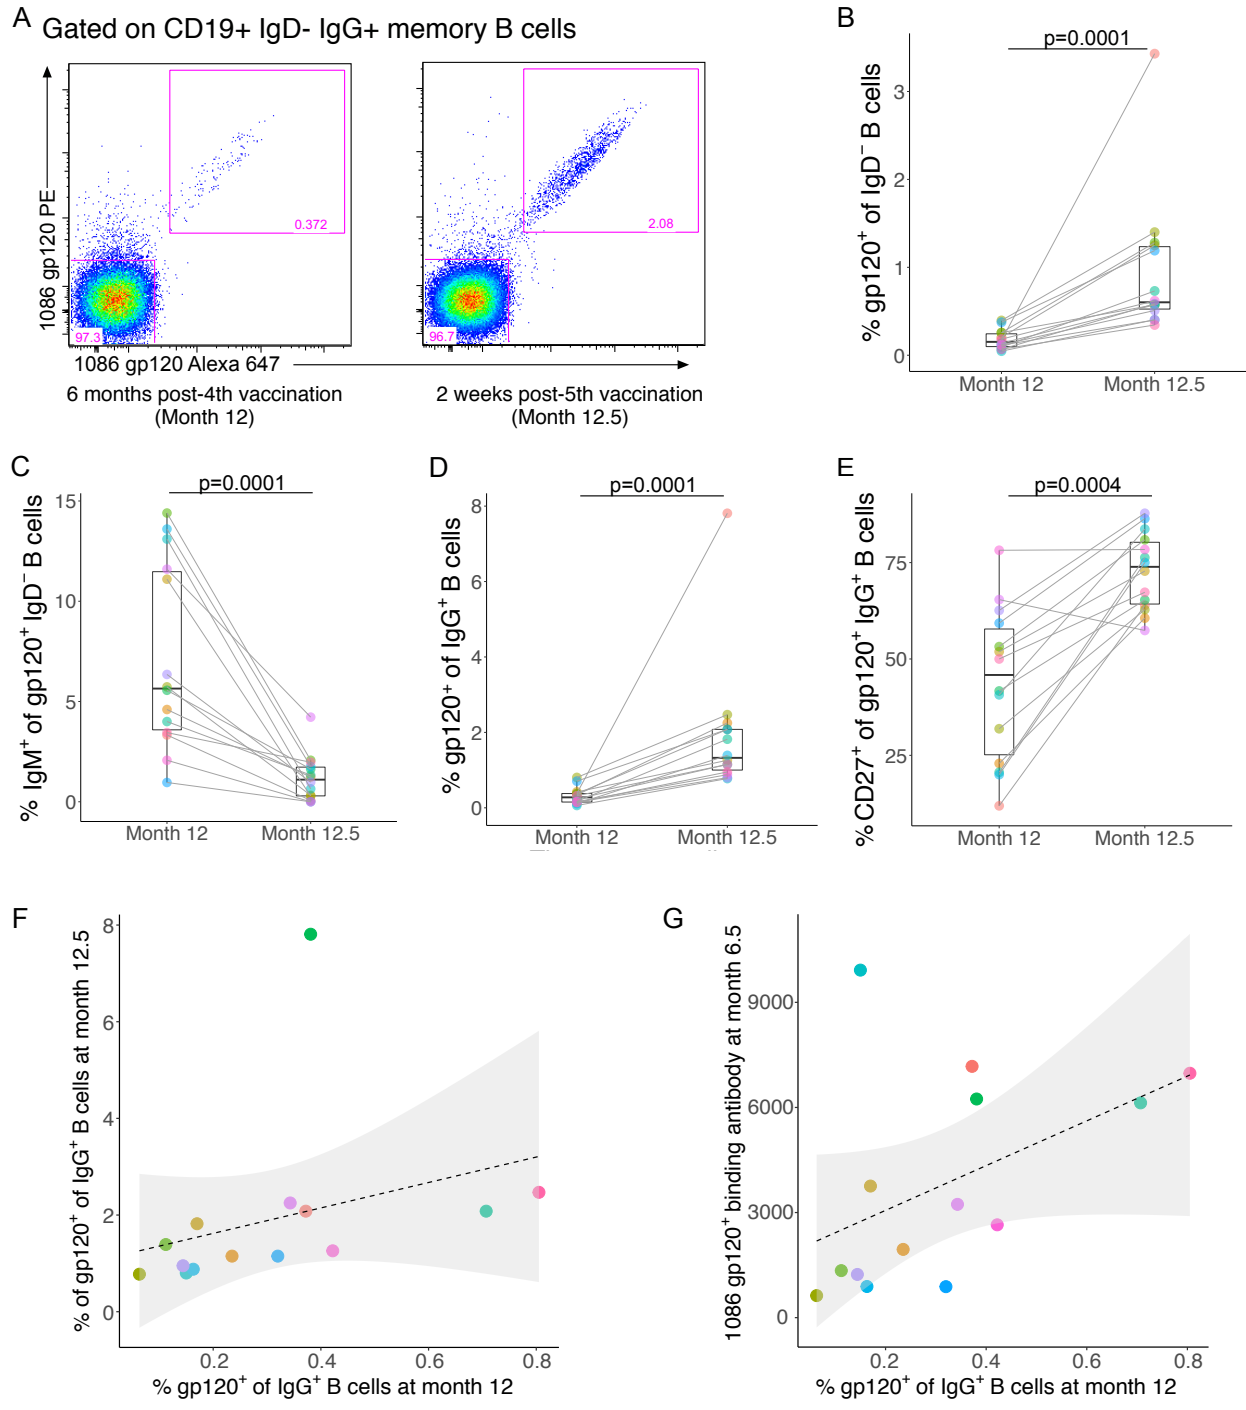 A
Gated on CD19+ IgD- IgG+ memory B cells
1086 gp120 PE
0.372
97.3
2.08
96.7
1086 gp120 Alexa 647
6 months post-4th vaccination
(Month 12)
2 weeks post-5th vaccination
(Month 12.5)
B
p=0.0001
% gp120+ of IgD− B cells
3
2
1
0
Month 12
Month 12.5
C
p=0.0001
% IgM+ of gp120+ IgD− B cells
15
10
5
0
Month 12
Month 12.5
D
p=0.0001
% gp120+ of IgG+ B cells
8
6
4
2
0
Month 12
Month 12.5
E
p=0.0004
% CD27+ of gp120+ IgG+ B cells
75
50
25
Month 12
Month 12.5
F
% of gp120+ of IgG+ B cells at month 12.5
8
6
4
2
0
0.2
0.4
0.6
0.8
% gp120+ of IgG+ B cells at month 12
G
1086 gp120+ binding antibody at month 6.5
9000
6000
3000
0
0.2
0.4
0.6
0.8
% gp120+ of IgG+ B cells at month 12